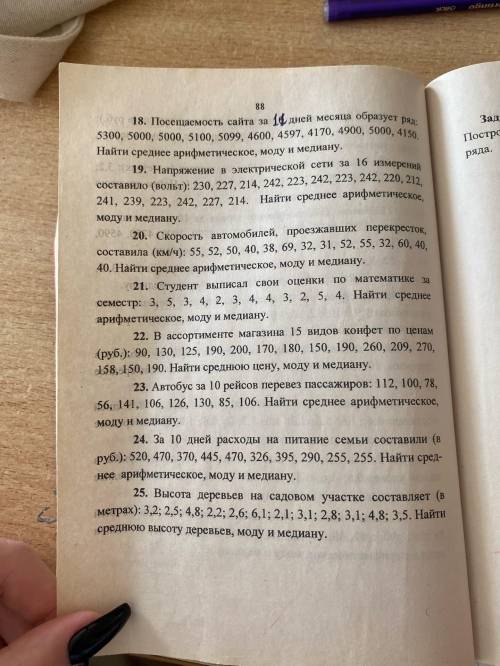 88
18. Посещаемость сайта за 11 дней месяца образует ряд:
5300, 5000, 5000, 5100, 5099, 4600, 4597, 4170, 4900, 5000, 4150.
Найти среднее арифметическое, моду и медиану.
19. Напряжение в электрической сети за 16 измерений
составило (вольт): 230, 227, 214, 242, 223, 242, 223, 242, 220, 212,
241, 239, 223, 242, 227, 214. Найти среднее арифметическое,
моду и медиану.
20. Скорость автомобилей, проезжавших перекресток,
составила (км/ч): 55, 52, 50, 40, 38, 69, 32, 31, 52, 55, 32, 60, 40,
40. Найти среднее арифметическое, моду и медиану.
21. Студент выписал свои оценки по математике за
семестр: 3, 5, 3, 4, 2, 3, 4, 4, 3, 2, 5, 4. Найти среднее
арифметическое, моду и медиану.
22. В ассортименте магазина 15 видов конфет по ценам
(руб.): 90, 130, 125, 190, 200, 170, 180, 150, 190, 260, 209, 270,
158, 150, 190. Найти среднюю цену, моду и медиану.
23. Автобус за 10 рейсов перевез пассажиров: 112, 100, 78,
56, 141, 106, 126, 130, 85, 106. Найти среднее арифметическое,
моду и медиану.
24. За 10 дней расходы на питание семьи составили (в
руб.): 520, 470, 370, 445, 470, 326, 395, 290, 255, 255. Найти сред-
нее арифметическое, моду и медиану.
25. Высота деревьев на садовом участке составляет (в
метрах): 3,2; 2,5; 4,8; 2,2; 2,6; 6,1; 2,1; 3,1; 2,8; 3,1; 4,8; 3,5. Найти
среднюю высоту деревьев, моду и медиану.
Зад
Постро
ряда.